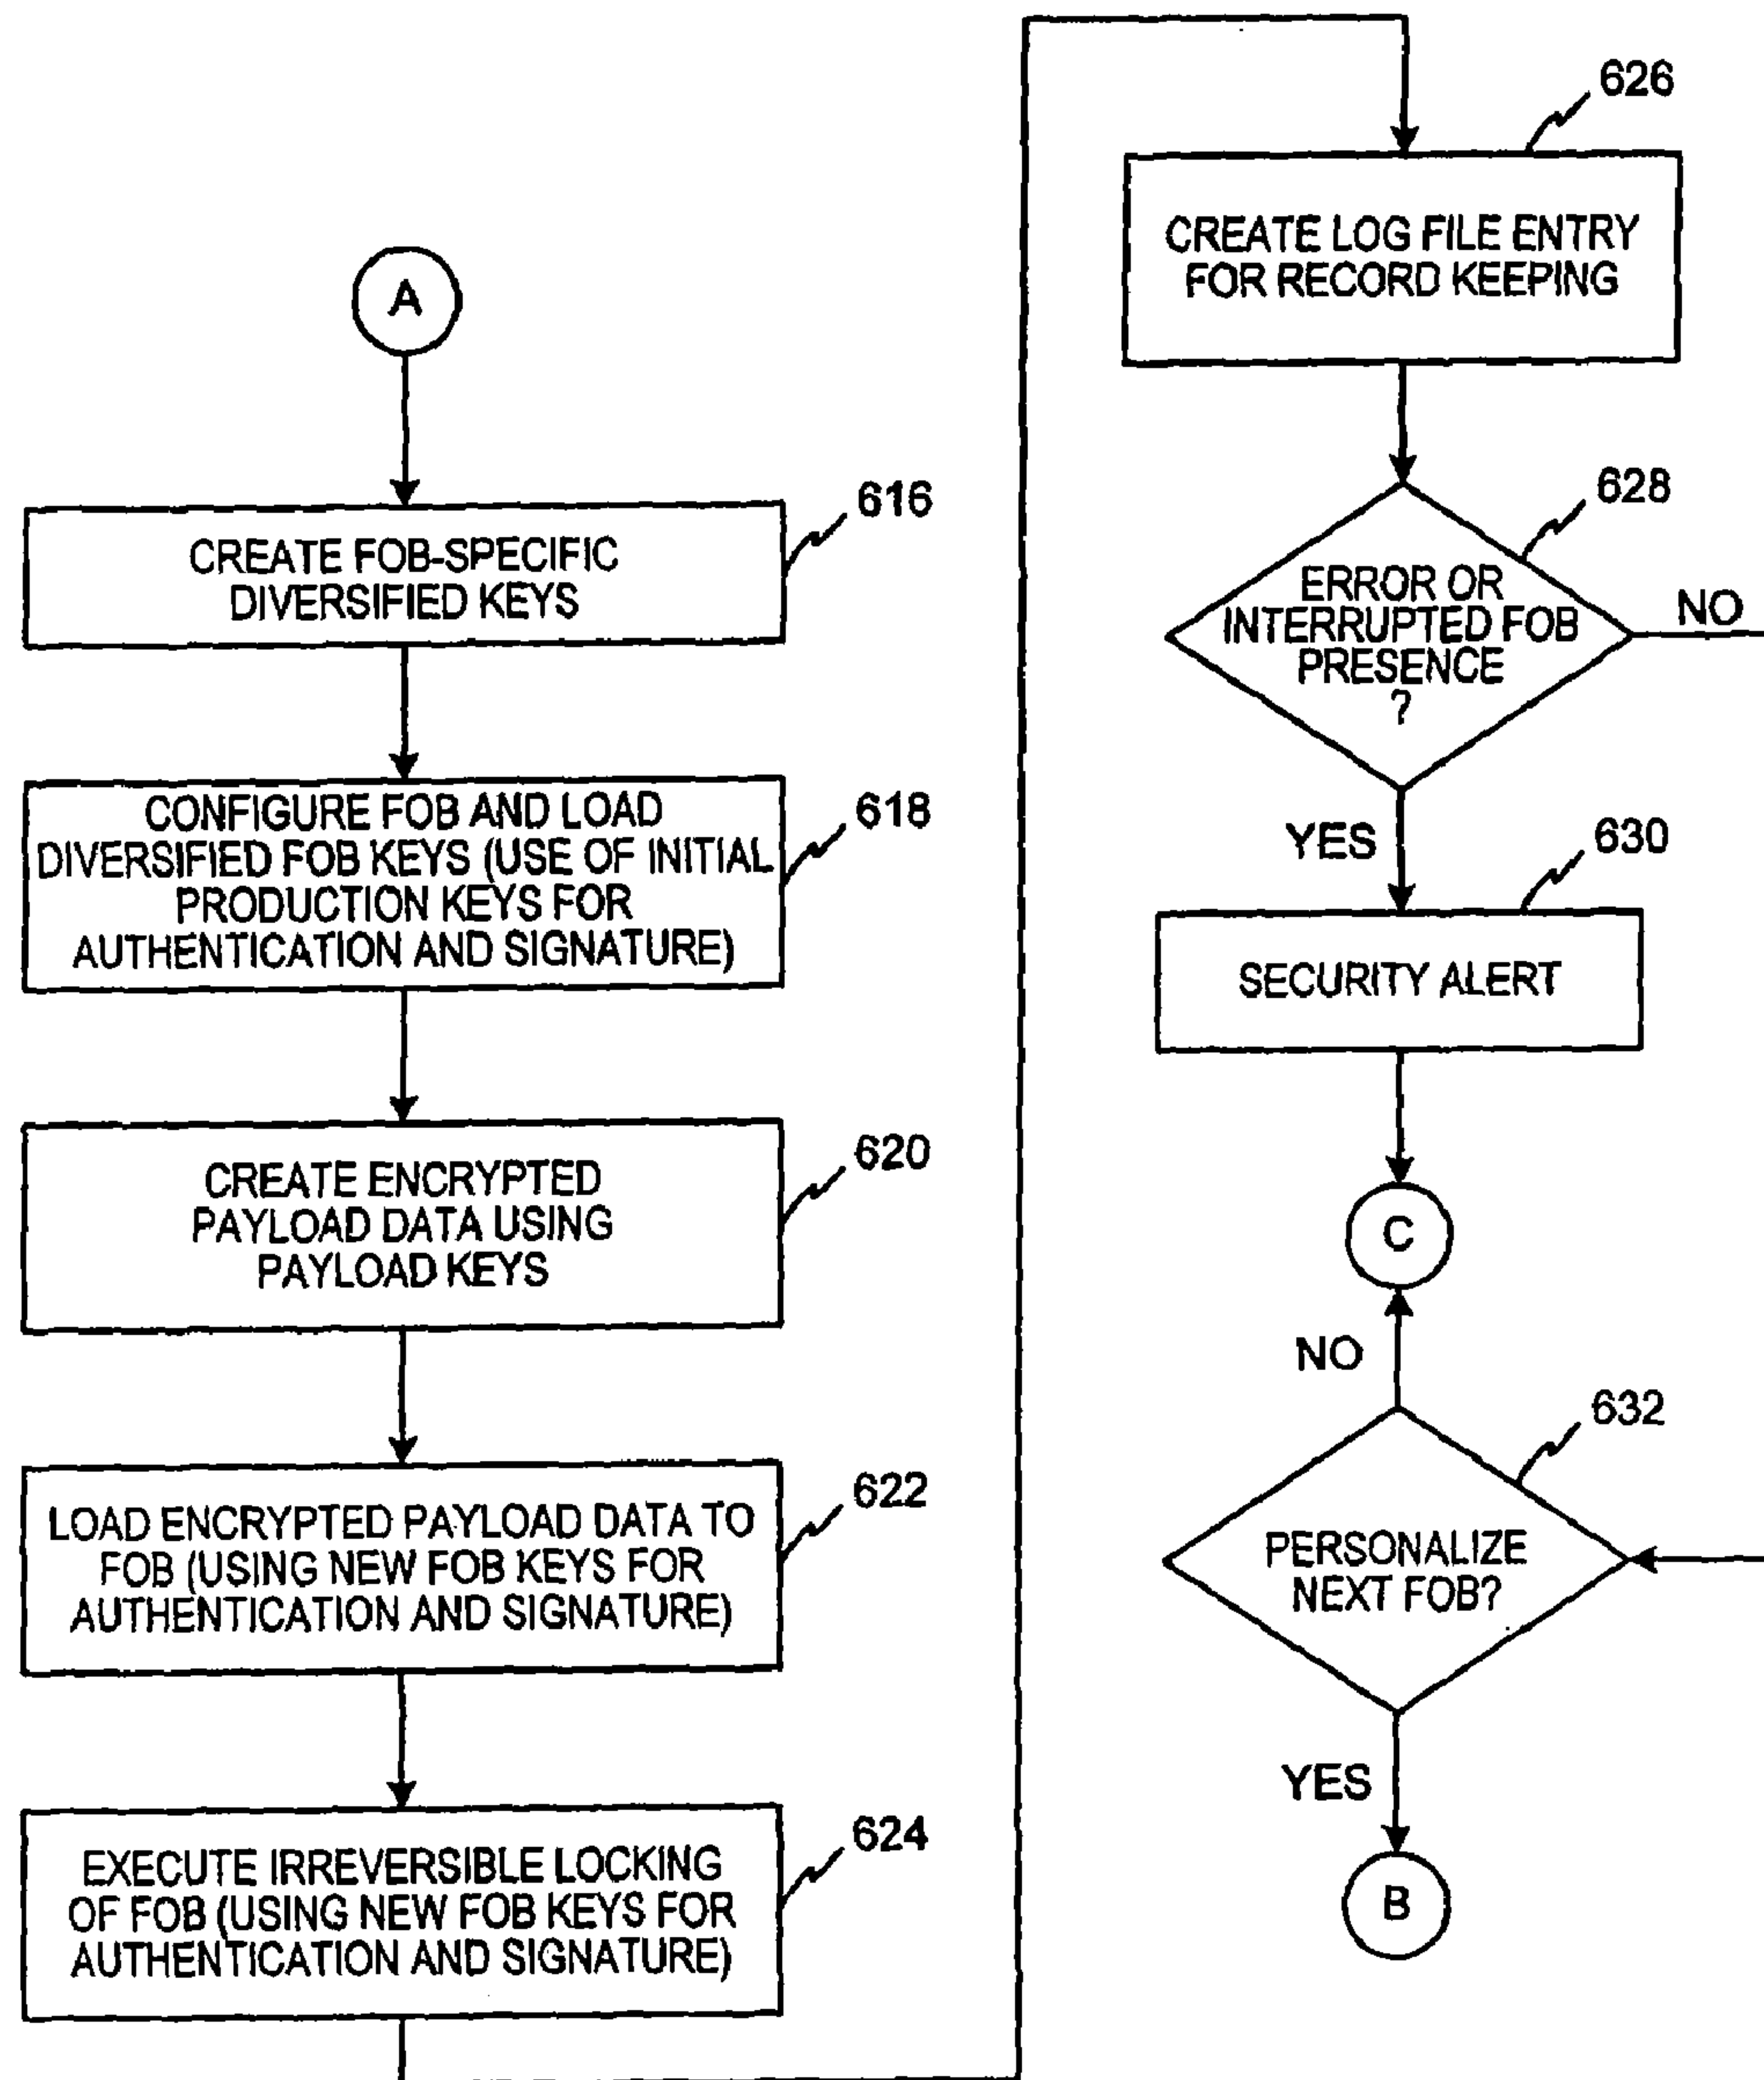 A
616
CREATE FOB-SPECIFIC
DIVERSIFIED KEYS
618
CONFIGURE FOB AND LOAD
DIVERSIFIED FOB KEYS (USE OF INITIAL
PRODUCTION KEYS FOR
AUTHENTICATION AND SIGNATURE)
620
CREATE ENCRYPTED
PAYLOAD DATA USING
PAYLOAD KEYS
622
LOAD ENCRYPTED PAYLOAD DATA TO
FOB (USING NEW FOB KEYS FOR
AUTHENTICATION AND SIGNATURE)
624
EXECUTE IRREVERSIBLE LOCKING
OF FOB (USING NEW FOB KEYS FOR
AUTHENTICATION AND SIGNATURE)
626
CREATE LOG FILE ENTRY
FOR RECORD KEEPING
628
ERROR OR
INTERRUPTED FOB
PRESENCE
?
NO
YES
630
SECURITY ALERT
C
NO
632
PERSONALIZE
NEXT FOB?
YES
B